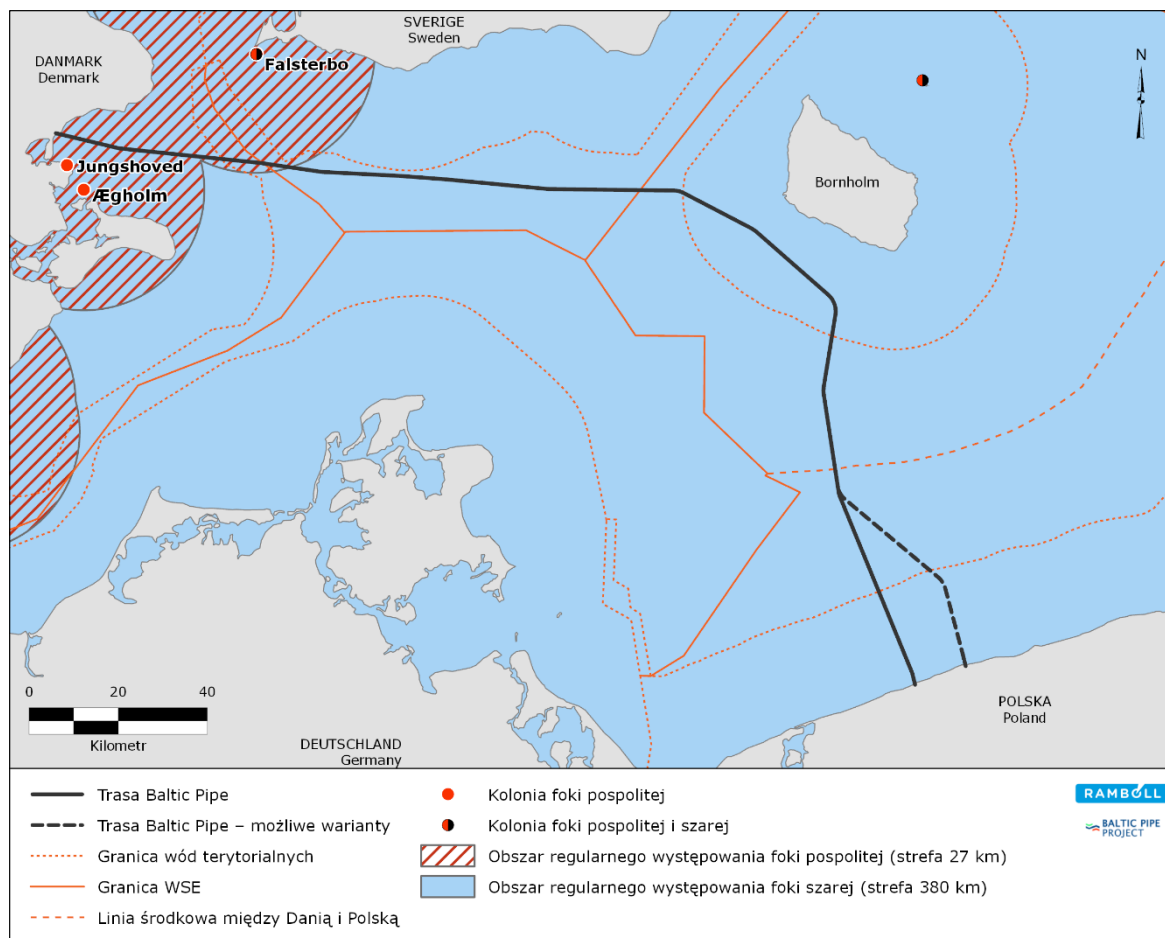 SVERIGE
Sweden
DANMARK
Denmark
Falsterbo
N
Jungshoved
Ægholm
Bornholm
0 20 40
Kilometr
DEUTSCHLAND
Germany
POLSKA
Poland
Trasa Baltic Pipe
Trasa Baltic Pipe – możliwe warianty
Granica wód terytorialnych
Granica WSE
Linia środkowa między Danią i Polską
Kolonia foki pospolitej
Kolonia foki pospolitej i szarej
Obszar regularnego występowania foki pospolitej (strefa 27 km)
Obszar regularnego występowania foki szarej (strefa 380 km)
RAMBOLL
BALTIC PIPE
PROJECT